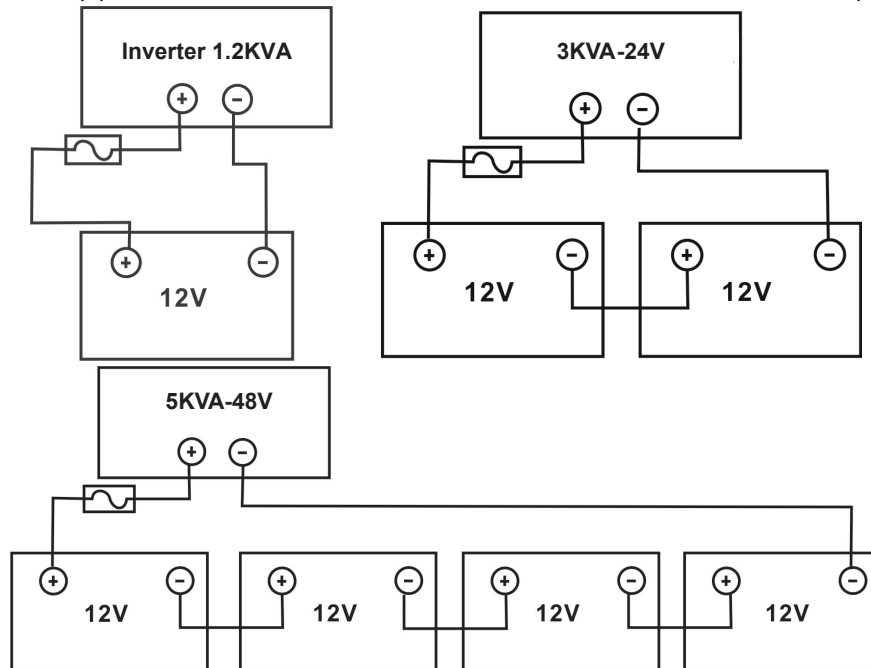 Inverter 1.2KVA
+ −
+ −
12V
3KVA-24V
+ −
+ − + −
12V 12V
5KVA-48V
+ −
+ − + − + − + −
12V 12V 12V 12V